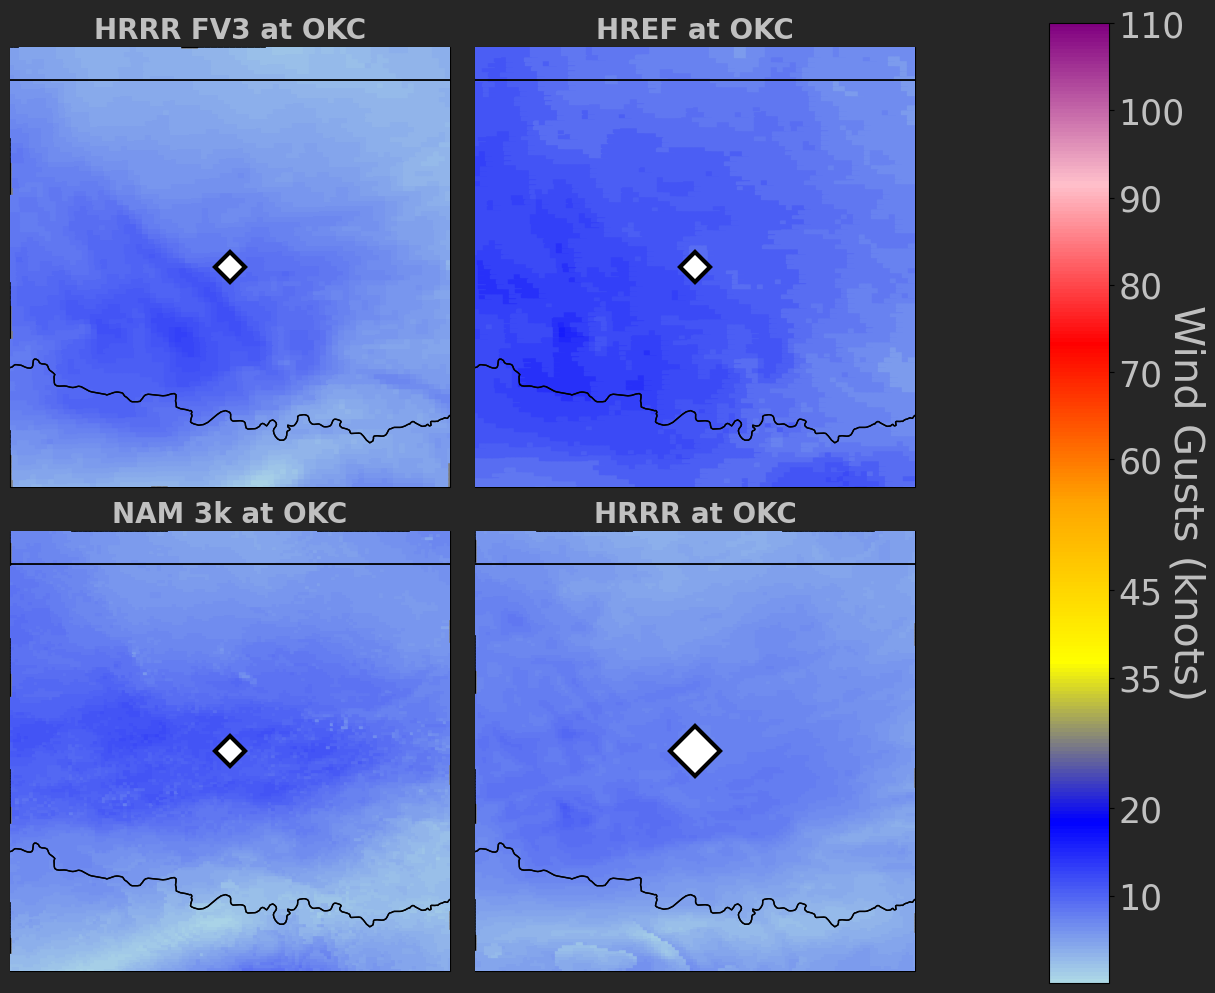 HRRR FV3 at OKC
HREF at OKC
NAM 3k at OKC
HRRR at OKC
110
100
90
80
70
60
45
35
20
10
Wind Gusts (knots)